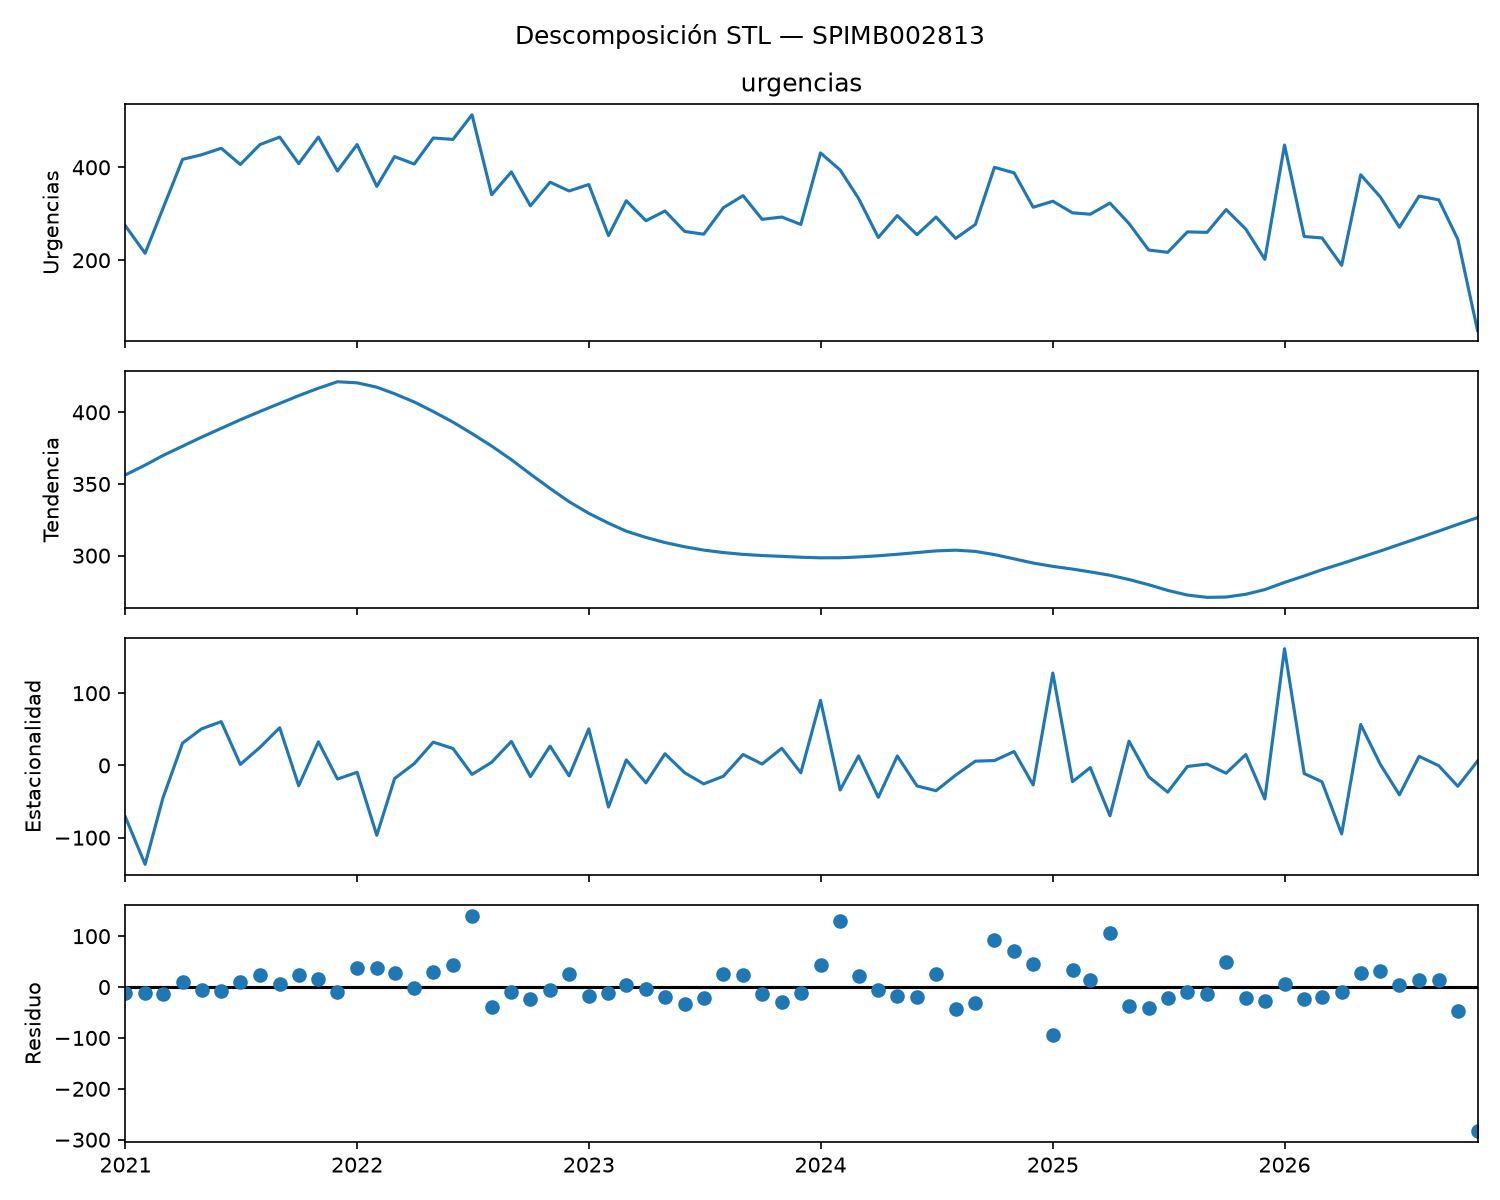 Descomposición STL — SPIMB002813
urgencias
Urgencias
400
200
Tendencia
400
350
300
Estacionalidad
100
0
−100
Residuo
100
0
−100
−200
−300
2021 2022 2023 2024 2025 2026